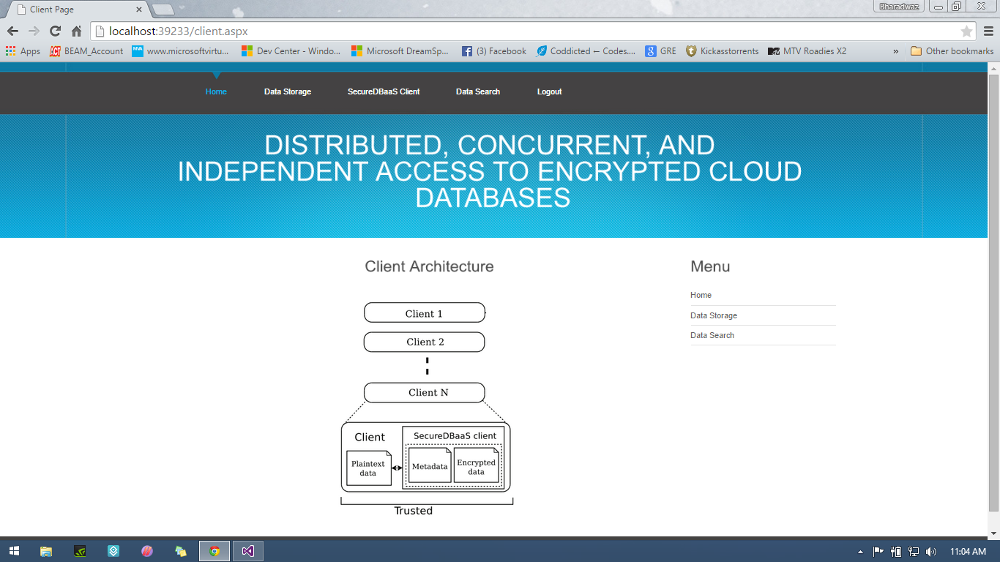 Client Page
Bharadwaz
localhost:39233/client.aspx
Apps BEAM_Account www.microsoftvirtu... Dev Center - Windo... Microsoft DreamSp... (3) Facebook Coddicted ← Codes.... GRE Kickasstorrents MTV Roadies X2 » Other bookmarks
Home Data Storage SecureDBaaS Client Data Search Logout
DISTRIBUTED, CONCURRENT, AND
INDEPENDENT ACCESS TO ENCRYPTED CLOUD
DATABASES
Client Architecture
Client 1
Client 2
Client N
Client
SecureDBaaS client
Plaintext
data
Metadata
Encrypted
data
Trusted
Menu
Home
Data Storage
Data Search
11:04 AM